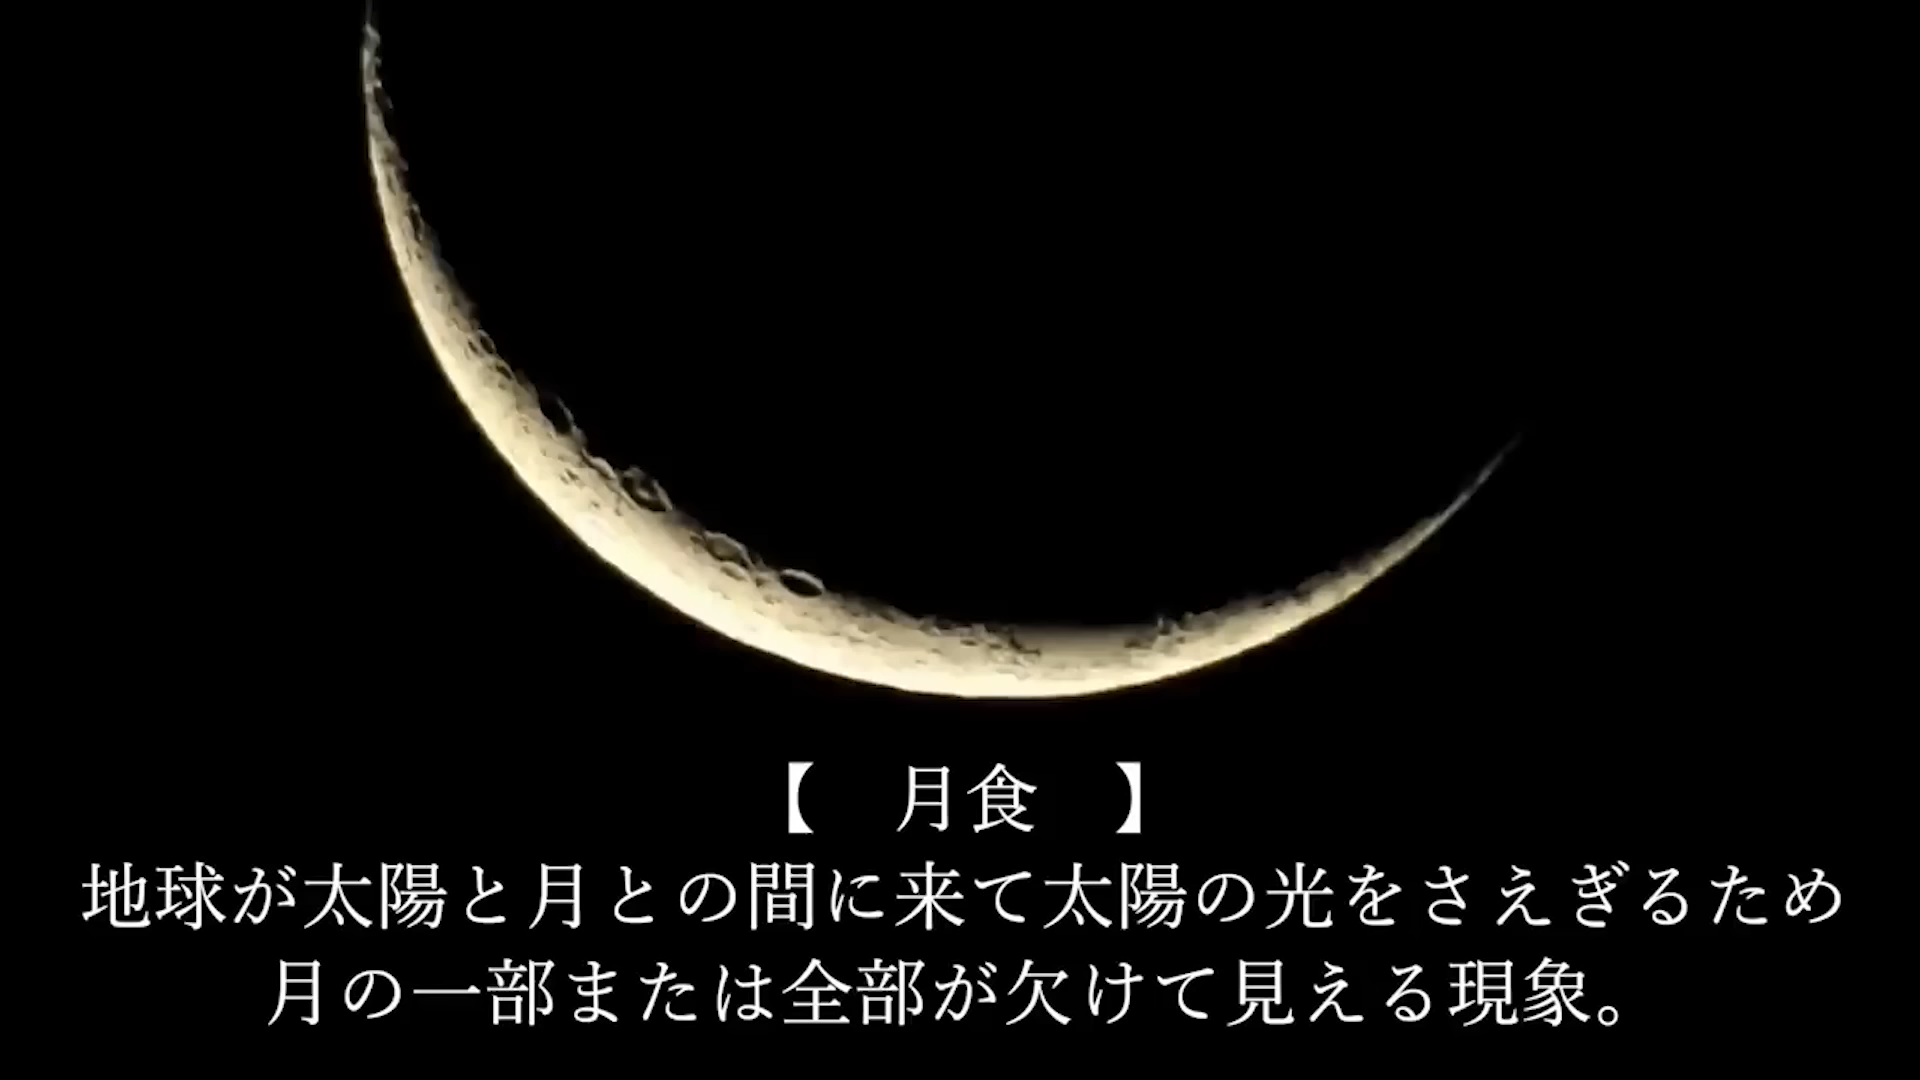 【　月食　】
地球が太陽と月との間に来て太陽の光をさえぎるため
月の一部または全部が欠けて見える現象。